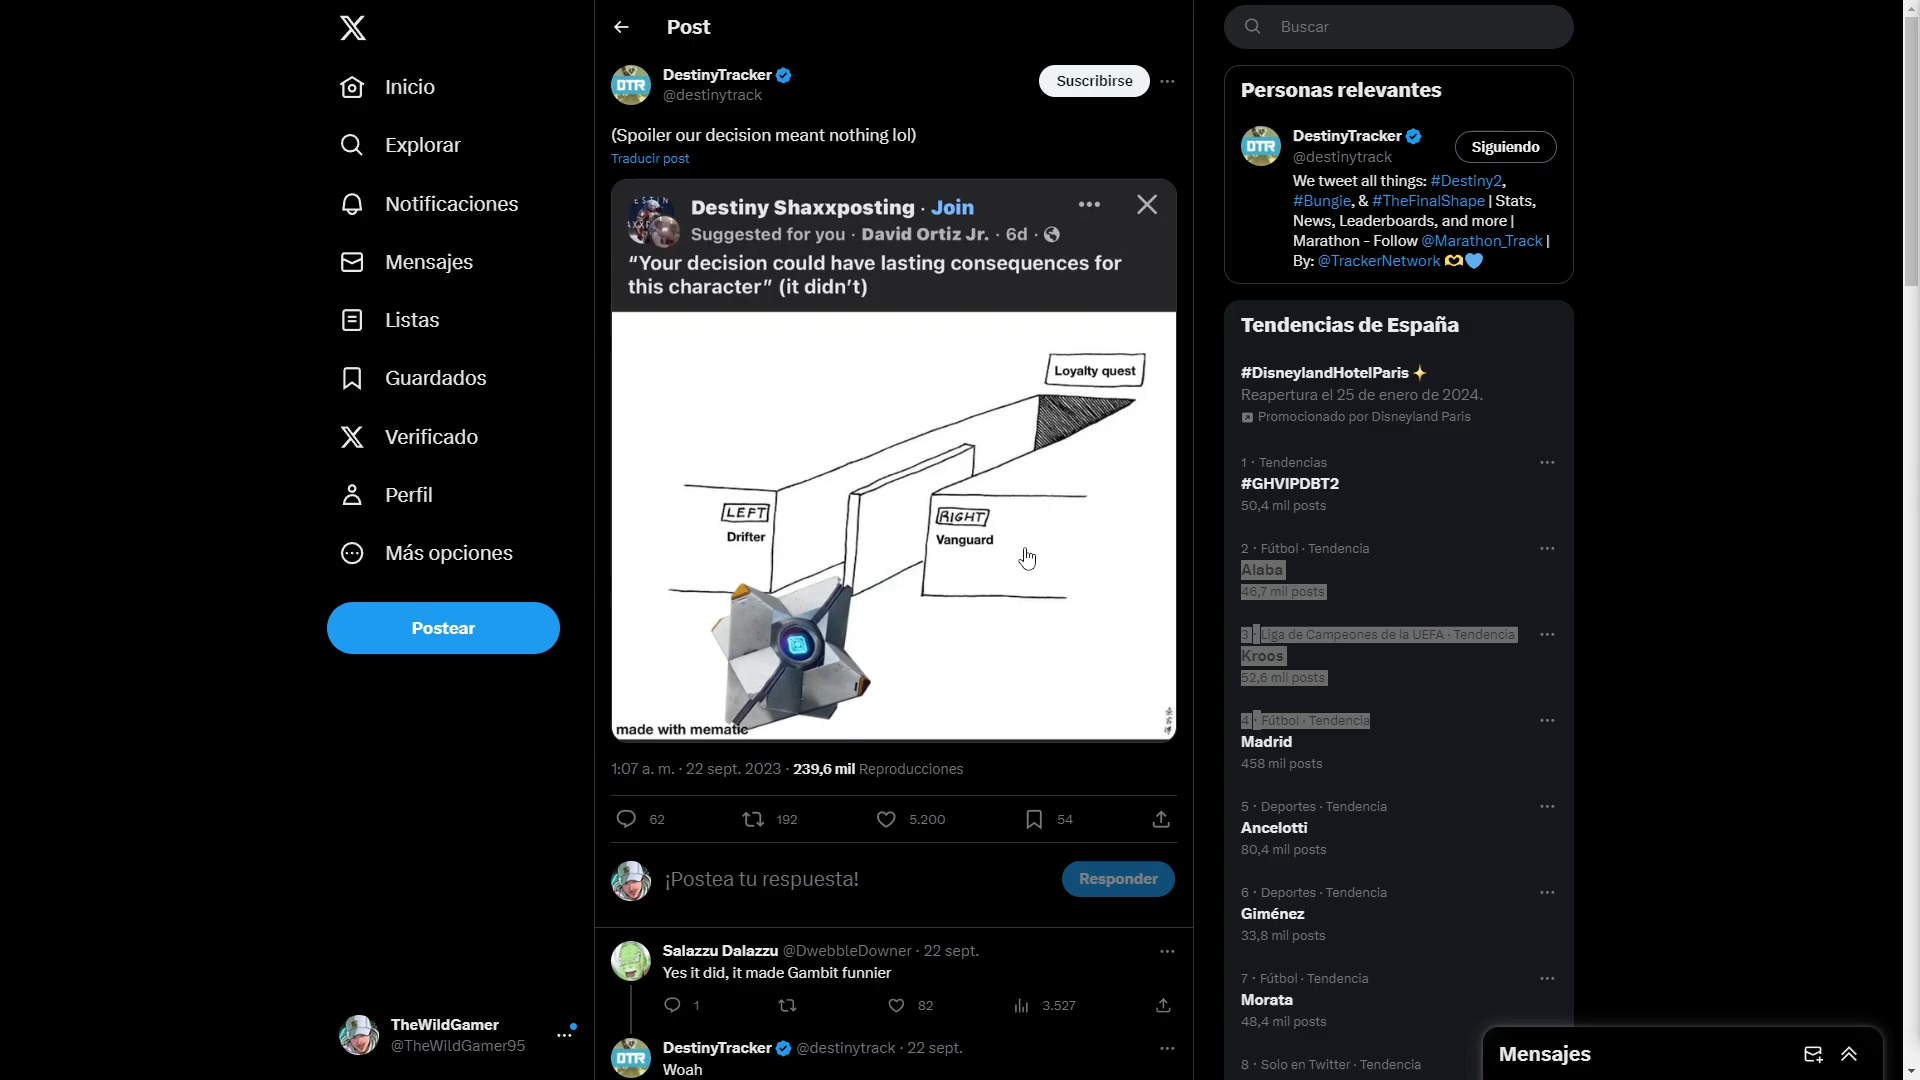 Post
Buscar
DestinyTracker
@destinytrack
Suscribirse
(Spoiler our decision meant nothing lol)
Traducir post
Destiny Shaxxposting · Join
Suggested for you · David Ortiz Jr. · 6d ·
“Your decision could have lasting consequences for
this character” (it didn’t)
Loyalty quest
LEFT
Drifter
RIGHT
Vanguard
made with mematic
1:07 a. m. · 22 sept. 2023 · 239,6 mil Reproducciones
62
192
5.200
54
¡Postea tu respuesta!
Responder
Salazzu Dalazzu @DwebbleDowner · 22 sept.
Yes it did, it made Gambit funnier
1
82
3.527
DestinyTracker @destinytrack · 22 sept.
Woah
Inicio
Explorar
Notificaciones
Mensajes
Listas
Guardados
Verificado
Perfil
Más opciones
Postear
TheWildGamer
@TheWildGamer95
Personas relevantes
DTR
DestinyTracker
@destinytrack
Siguiendo
We tweet all things: #Destiny2,
#Bungie, & #TheFinalShape | Stats,
News, Leaderboards, and more |
Marathon - Follow @Marathon_Track |
By: @TrackerNetwork
Tendencias de España
#DisneylandHotelParis
Reapertura el 25 de enero de 2024.
Promocionado por Disneyland Paris
1 · Tendencias
#GHVIPDBT2
50,4 mil posts
2 · Fútbol · Tendencia
Alaba
46,7 mil posts
3 · Liga de Campeones de la UEFA · Tendencia
Kroos
52,6 mil posts
4 · Fútbol · Tendencia
Madrid
458 mil posts
5 · Deportes · Tendencia
Ancelotti
80,4 mil posts
6 · Deportes · Tendencia
Giménez
33,8 mil posts
7 · Fútbol · Tendencia
Morata
48,4 mil posts
8 · Solo en Twitter · Tendencia
Mensajes